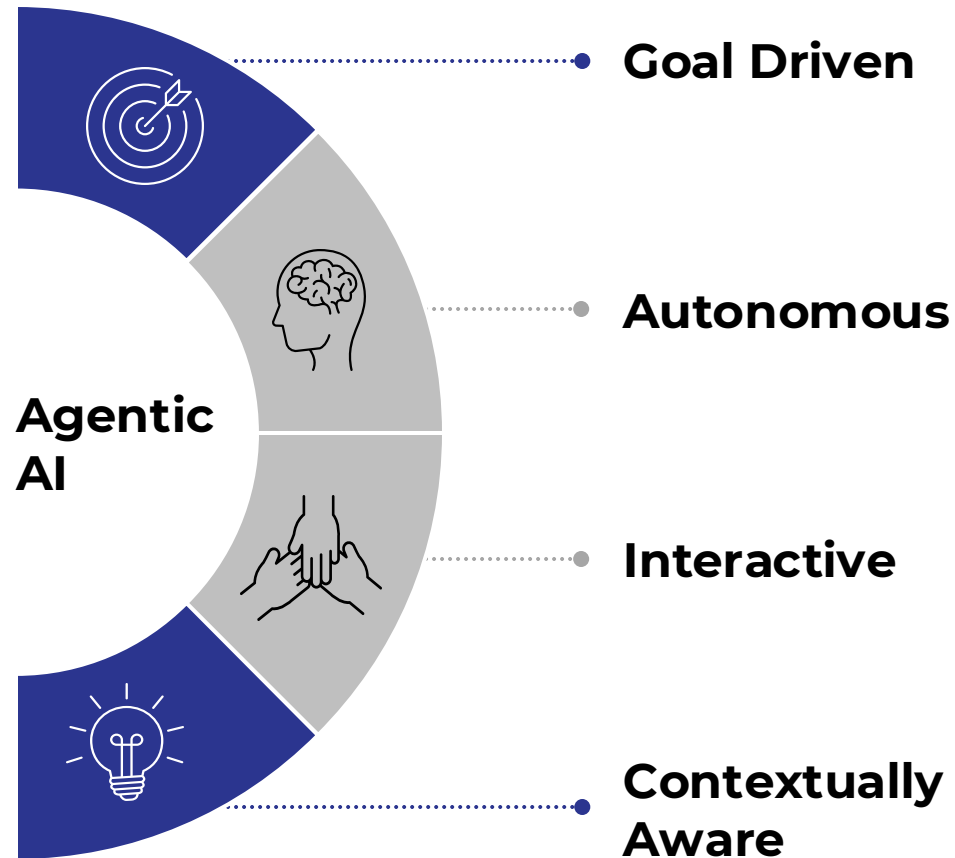 Goal Driven
Autonomous
Agentic
AI
Interactive
Contextually
Aware